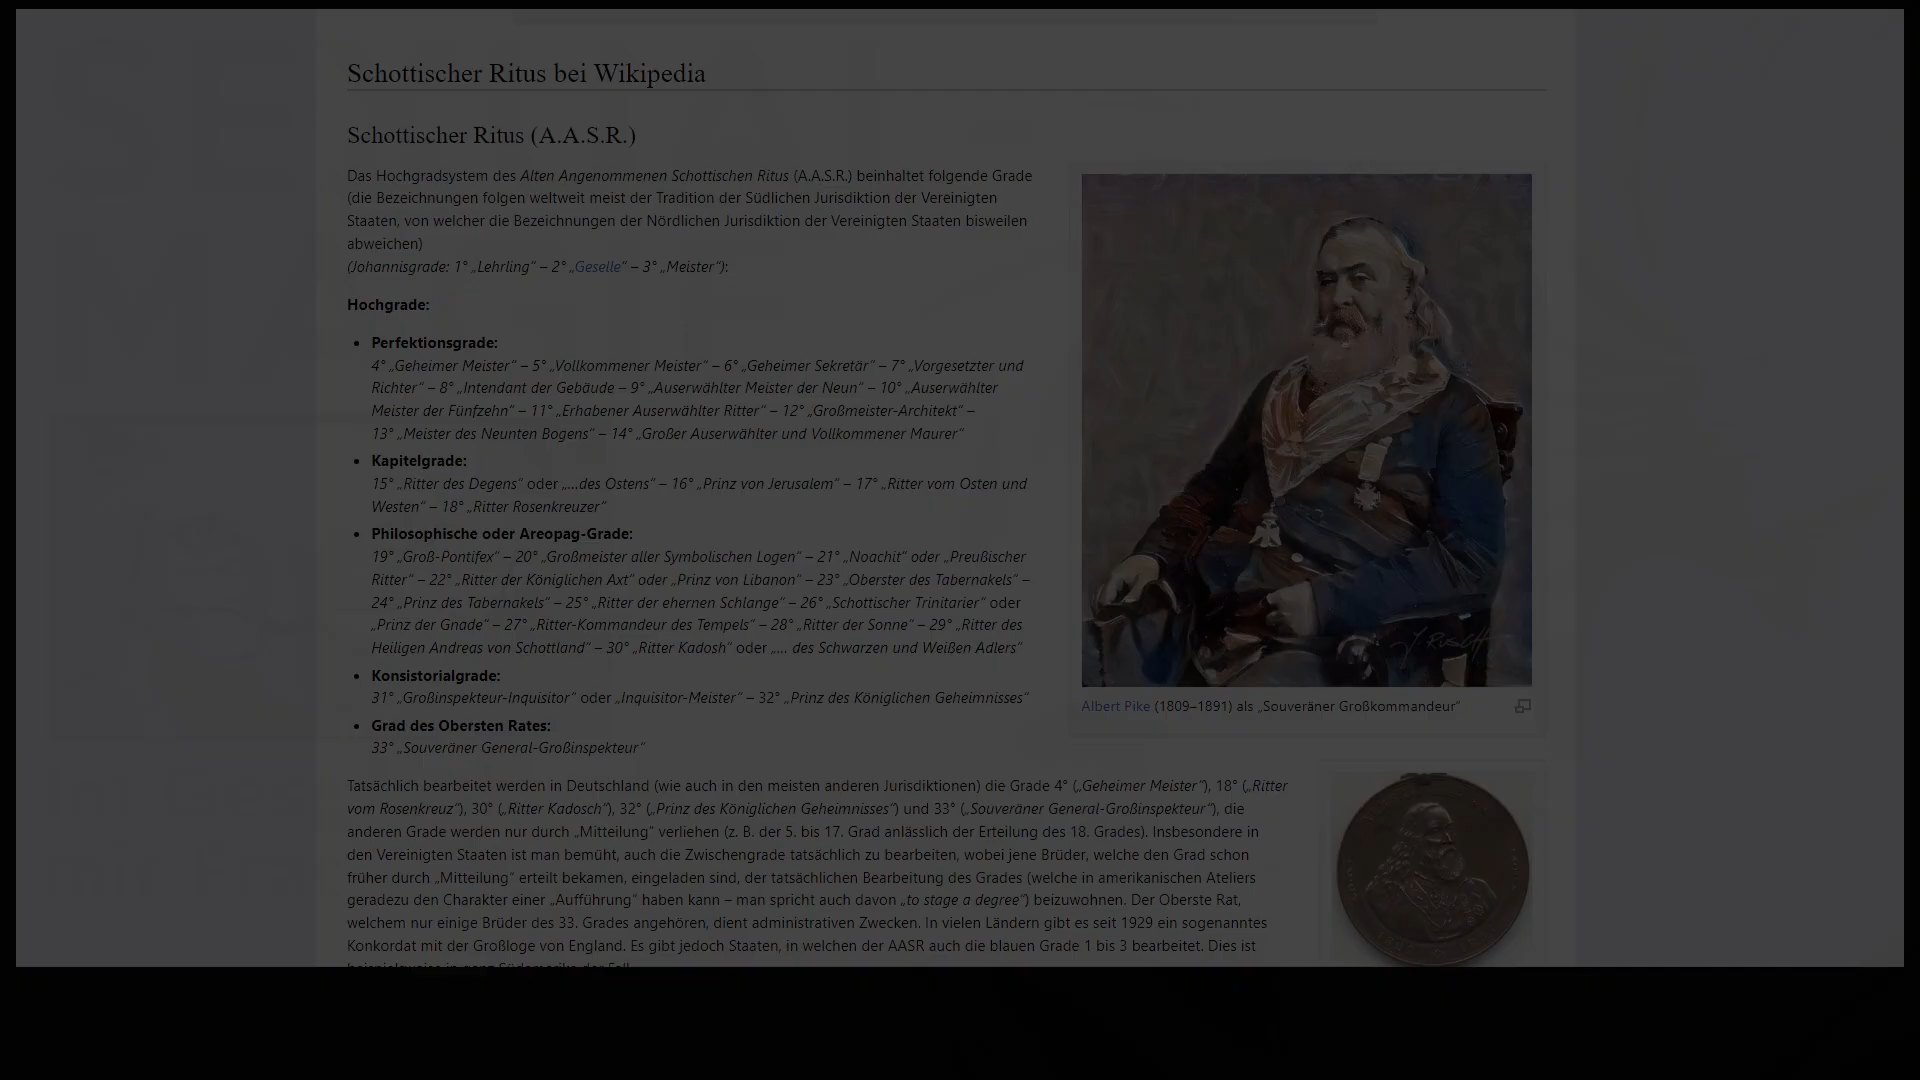 Schottischer Ritus bei Wikipedia
Schottischer Ritus (A.A.S.R.)
Das Hochgradsystem des Alten Angenommenen Schottischen Ritus (A.A.S.R.) beinhaltet folgende Grade
(die Bezeichnungen folgen weltweit meist der Tradition der Südlichen Jurisdiktion der Vereinigten
Staaten, von welcher die Bezeichnungen der Nördlichen Jurisdiktion der Vereinigten Staaten bisweilen
abweichen)
(Johannisgrade: 1° „Lehrling“ – 2° „Geselle“ – 3° „Meister“):
Hochgrade:
• Perfektionsgrade:
4° „Geheimer Meister“ – 5° „Vollkommener Meister“ – 6° „Geheimer Sekretär“ – 7° „Vorgesetzter und
Richter“ – 8° „Intendant der Gebäude – 9° „Auserwählter Meister der Neun“ – 10° „Auserwählter
Meister der Fünfzehn“ – 11° „Erhabener Auserwählter Ritter“ – 12° „Großmeister-Architekt“ –
13° „Meister des Neunten Bogens“ – 14° „Großer Auserwählter und Vollkommener Maurer“
• Kapitelgrade:
15° „Ritter des Degens“ oder „...des Ostens“ – 16° „Prinz von Jerusalem“ – 17° „Ritter vom Osten und
Westen“ – 18° „Ritter Rosenkreuzer“
• Philosophische oder Areopag-Grade:
19° „Groß-Pontifex“ – 20° „Großmeister aller Symbolischen Logen“ – 21° „Noachit“ oder „Preußischer
Ritter“ – 22° „Ritter der Königlichen Axt“ oder „Prinz von Libanon“ – 23° „Oberster des Tabernakels“ –
24° „Prinz des Tabernakels“ – 25° „Ritter der ehernen Schlange“ – 26° „Schottischer Trinitarier“ oder
„Prinz der Gnade“ – 27° „Ritter-Kommandeur des Tempels“ – 28° „Ritter der Sonne“ – 29° „Ritter des
Heiligen Andreas von Schottland“ – 30° „Ritter Kadosh“ oder „... des Schwarzen und Weißen Adlers“
• Konsistorialgrade:
31° „Großinspekteur-Inquisitor“ oder „Inquisitor-Meister“ – 32° „Prinz des Königlichen Geheimnisses“
• Grad des Obersten Rates:
33° „Souveräner General-Großinspekteur“
Albert Pike (1809–1891) als „Souveräner Großkommandeur“
Tatsächlich bearbeitet werden in Deutschland (wie auch in den meisten anderen Jurisdiktionen) die Grade 4° („Geheimer Meister“), 18° („Ritter
vom Rosenkreuz“), 30° („Ritter Kadosch“), 32° („Prinz des Königlichen Geheimnisses“) und 33° („Souveräner General-Großinspekteur“), die
anderen Grade werden nur durch „Mitteilung“ verliehen (z. B. der 5. bis 17. Grad anlässlich der Erteilung des 18. Grades). Insbesondere in
den Vereinigten Staaten ist man bemüht, auch die Zwischengrade tatsächlich zu bearbeiten, wobei jene Brüder, welche den Grad schon
früher durch „Mitteilung“ erteilt bekamen, eingeladen sind, der tatsächlichen Bearbeitung des Grades (welche in amerikanischen Ateliers
geradezu den Charakter einer „Aufführung“ haben kann – man spricht auch davon „to stage a degree“) beizuwohnen. Der Oberste Rat,
welchem nur einige Brüder des 33. Grades angehören, dient administrativen Zwecken. In vielen Ländern gibt es seit 1929 ein sogenanntes
Konkordat mit der Großloge von England. Es gibt jedoch Staaten, in welchen der AASR auch die blauen Grade 1 bis 3 bearbeitet. Dies ist